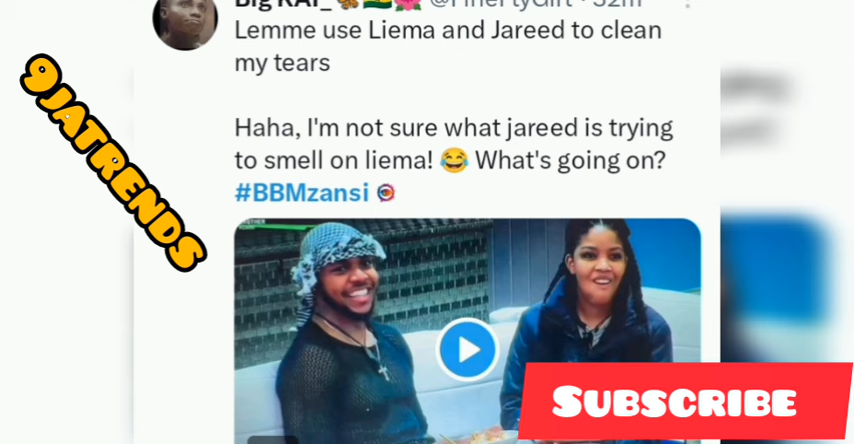 Lemme use Liema and Jareed to clean
my tears
Haha, I'm not sure what jareed is trying
to smell on liema! 😂 What's going on?
#BBMzansi
9JATRENDS
SUBSCRIBE